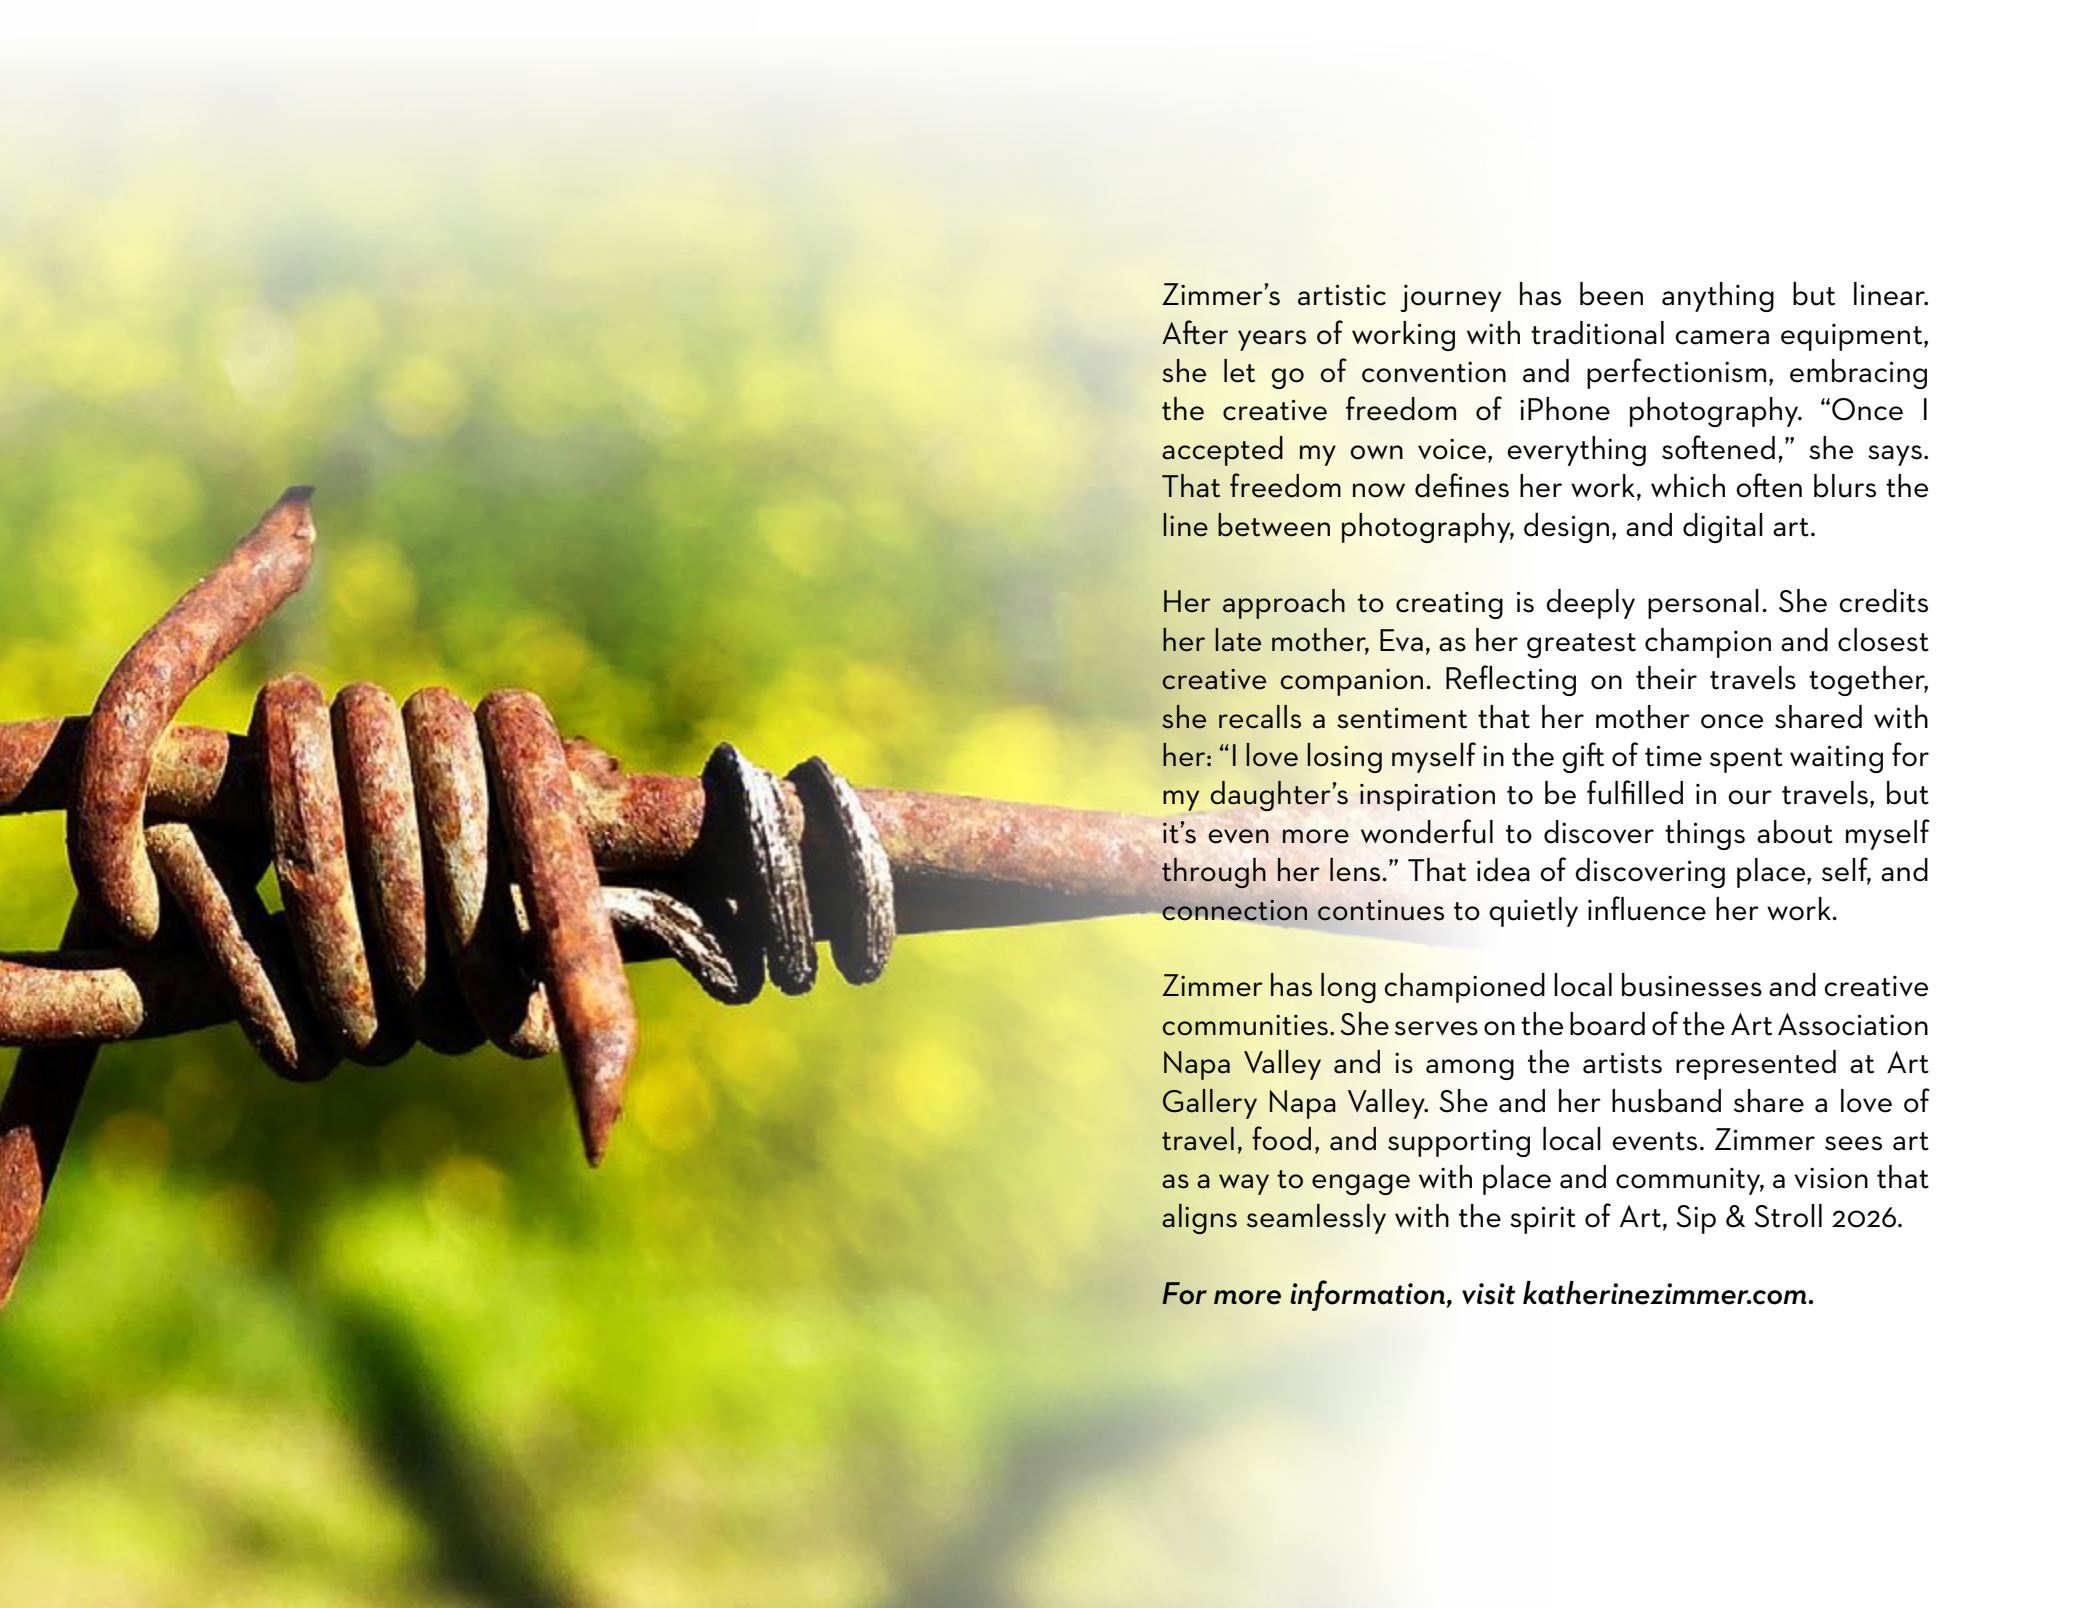 Zimmer’s artistic journey has been anything but linear.
After years of working with traditional camera equipment,
she let go of convention and perfectionism, embracing
the creative freedom of iPhone photography. “Once I
accepted my own voice, everything softened,” she says.
That freedom now defines her work, which often blurs the
line between photography, design, and digital art.
Her approach to creating is deeply personal. She credits
her late mother, Eva, as her greatest champion and closest
creative companion. Reflecting on their travels together,
she recalls a sentiment that her mother once shared with
her: “I love losing myself in the gift of time spent waiting for
my daughter’s inspiration to be fulfilled in our travels, but
it’s even more wonderful to discover things about myself
through her lens.” That idea of discovering place, self, and
connection continues to quietly influence her work.
Zimmer has long championed local businesses and creative
communities. She serves on the board of the Art Association
Napa Valley and is among the artists represented at Art
Gallery Napa Valley. She and her husband share a love of
travel, food, and supporting local events. Zimmer sees art
as a way to engage with place and community, a vision that
aligns seamlessly with the spirit of Art, Sip & Stroll 2026.
For more information, visit katherinezimmer.com.